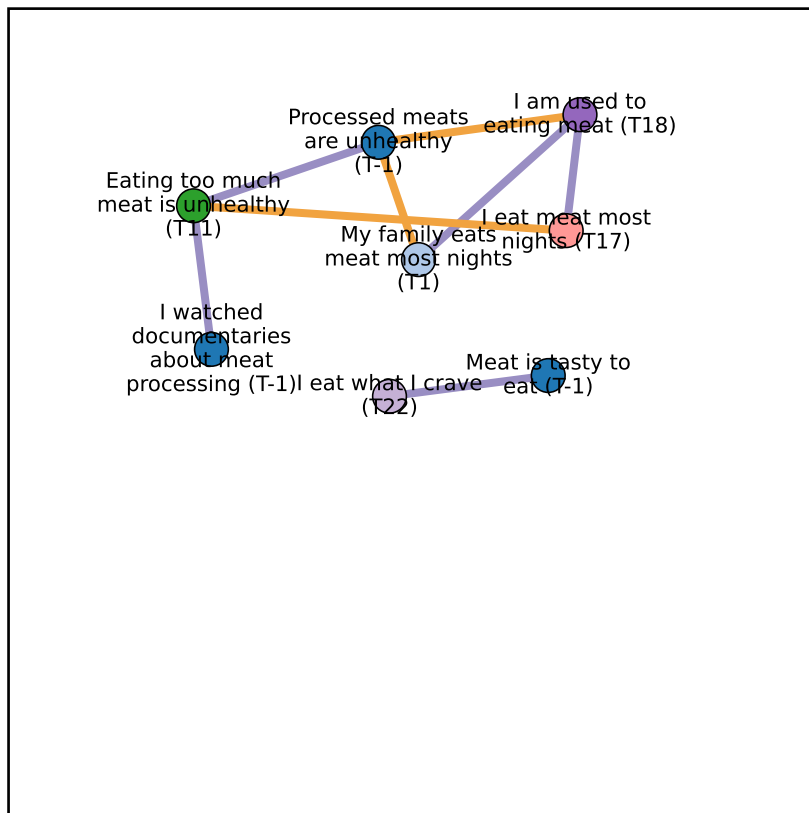 I am used to
eating meat (T18)
Processed meats
are unhealthy
(T-1)
Eating too much
meat is unhealthy
(T11)
I eat meat most
nights (T17)
My family eats
meat most nights
(T1)
I watched
documentaries
about meat
processing (T-1)
Meat is tasty to
eat (T-1)
I eat what I crave
(T22)